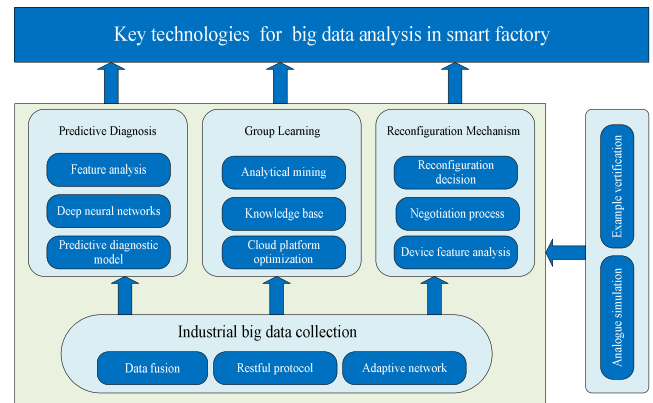 Key technologies for big data analysis in smart factory
Predictive Diagnosis
Feature analysis
Deep neural networks
Predictive diagnostic
model
Group Learning
Analytical mining
Knowledge base
Cloud platform
optimization
Reconfiguration Mechanism
Reconfiguration
decision
Negotiation process
Device feature analysis
Example vertification
Analogue simulation
Industrial big data collection
Data fusion
Restful protocol
Adaptive network